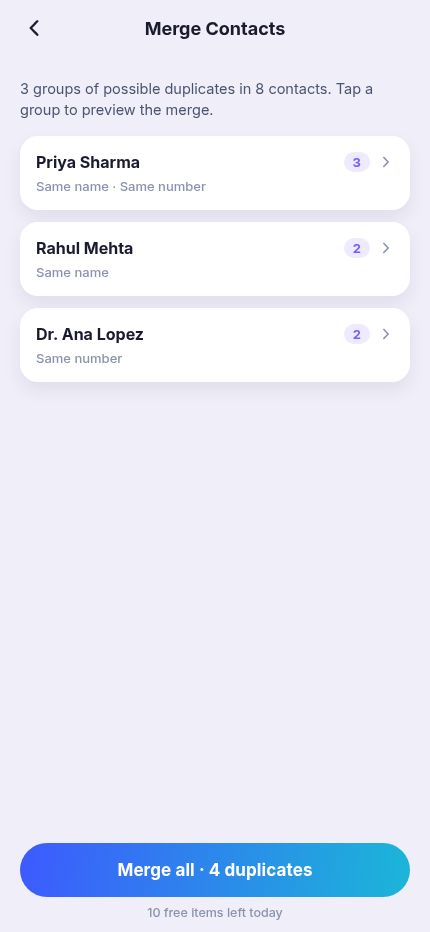 Merge Contacts
3 groups of possible duplicates in 8 contacts. Tap a
group to preview the merge.
Priya Sharma
3
Same name · Same number
Rahul Mehta
2
Same name
Dr. Ana Lopez
2
Same number
Merge all · 4 duplicates
10 free items left today